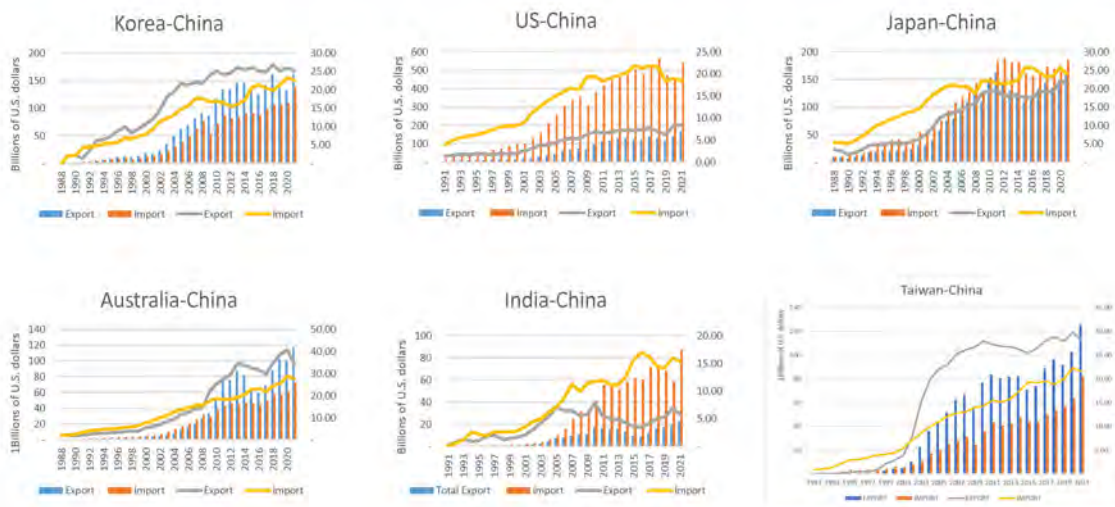 Korea-China
Billions of U.S. dollars
200
150
100
50
-
30.00
25.00
20.00
15.00
10.00
5.00
-
1988 1990 1992 1994 1996 1998 2000 2002 2004 2006 2008 2010 2012 2014 2016 2018 2020
Export Import Export Import
US-China
Billions of U.S. dollars
600
500
400
300
200
100
-
25.00
20.00
15.00
10.00
5.00
0.00
1991 1993 1995 1997 1999 2001 2003 2005 2007 2009 2011 2013 2015 2017 2019 2021
Export Import Export Import
Japan-China
Billions of U.S. dollars
200
150
100
50
-
30.00
25.00
20.00
15.00
10.00
5.00
-
1988 1990 1992 1994 1996 1998 2000 2002 2004 2006 2008 2010 2012 2014 2016 2018 2020
Export Import Export Import
Australia-China
1Billions of U.S. dollars
140
120
100
80
60
40
20
-
50.00
40.00
30.00
20.00
10.00
-
1988 1990 1992 1994 1996 1998 2000 2002 2004 2006 2008 2010 2012 2014 2016 2018 2020
Export Import Export Import
India-China
Billions of U.S. dollars
100
80
60
40
20
-
20.00
15.00
10.00
5.00
-
1991 1993 1995 1997 1999 2001 2003 2005 2007 2009 2011 2013 2015 2017 2019 2021
Total Export Import Export Import
Taiwan-China
EXPORT IMPORT EXPORT IMPORT